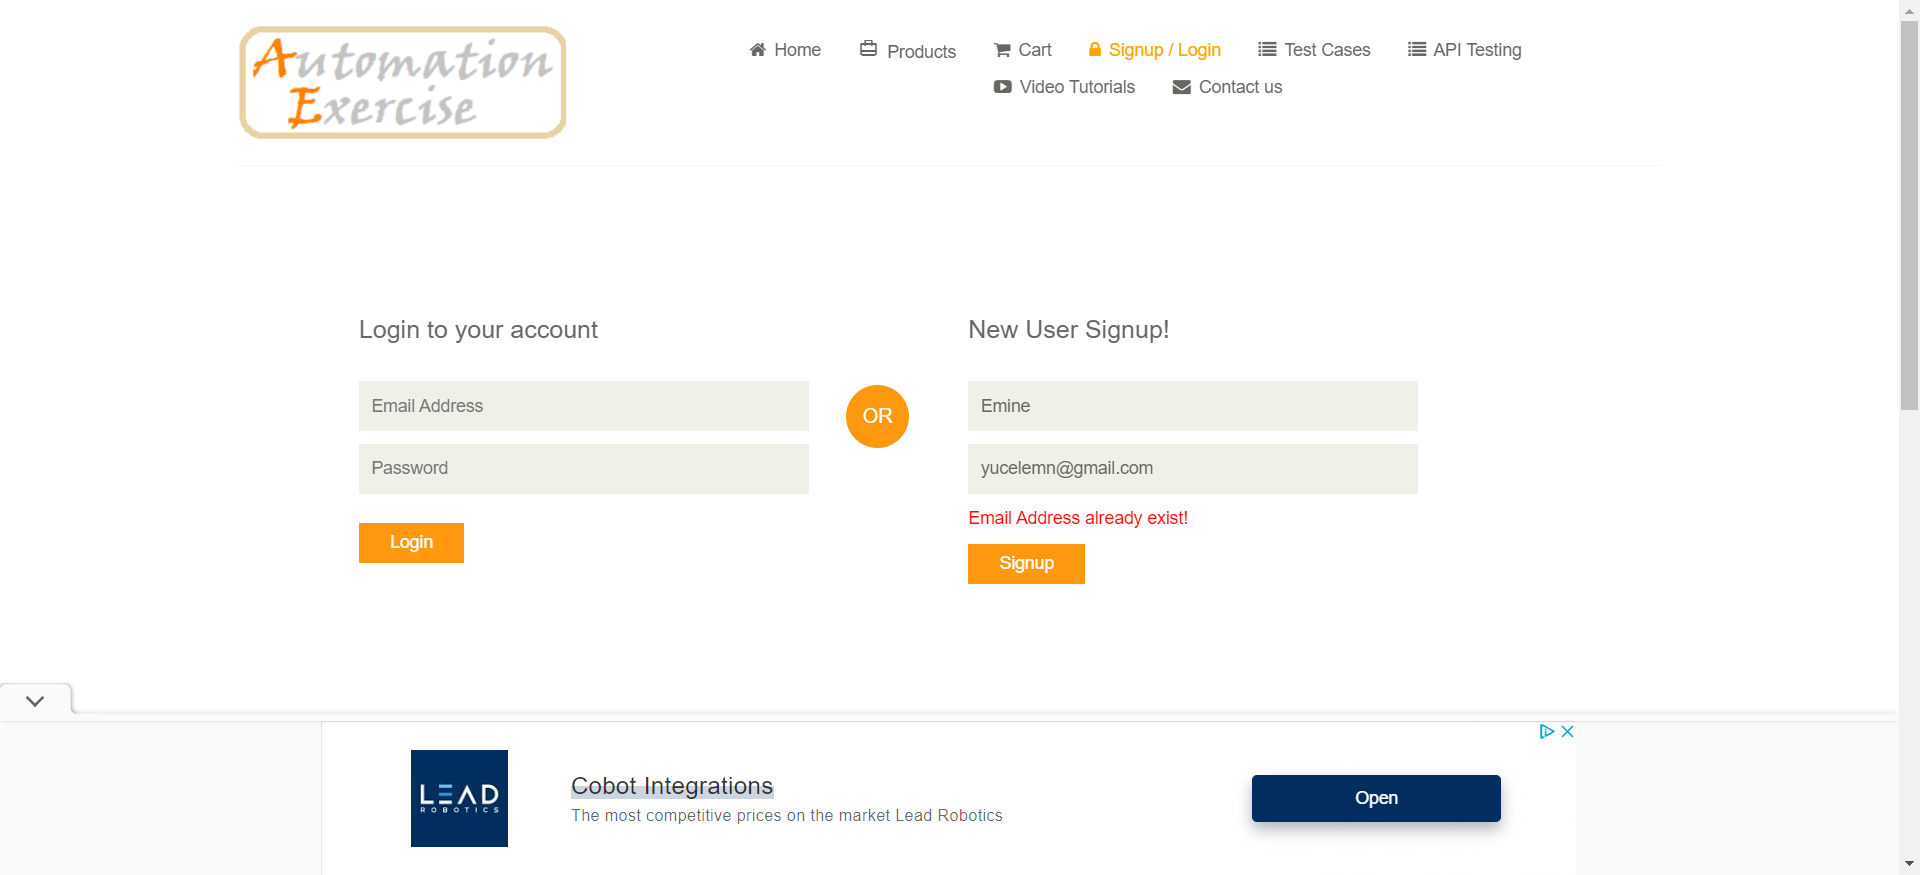 Automation
Exercise
Home
Products
Cart
Signup / Login
Test Cases
API Testing
Video Tutorials
Contact us
Login to your account
Email Address
Password
Login
OR
New User Signup!
Emine
yucelemn@gmail.com
Email Address already exist!
Signup
LEAD
ROBOTICS
Cobot Integrations
The most competitive prices on the market Lead Robotics
Open